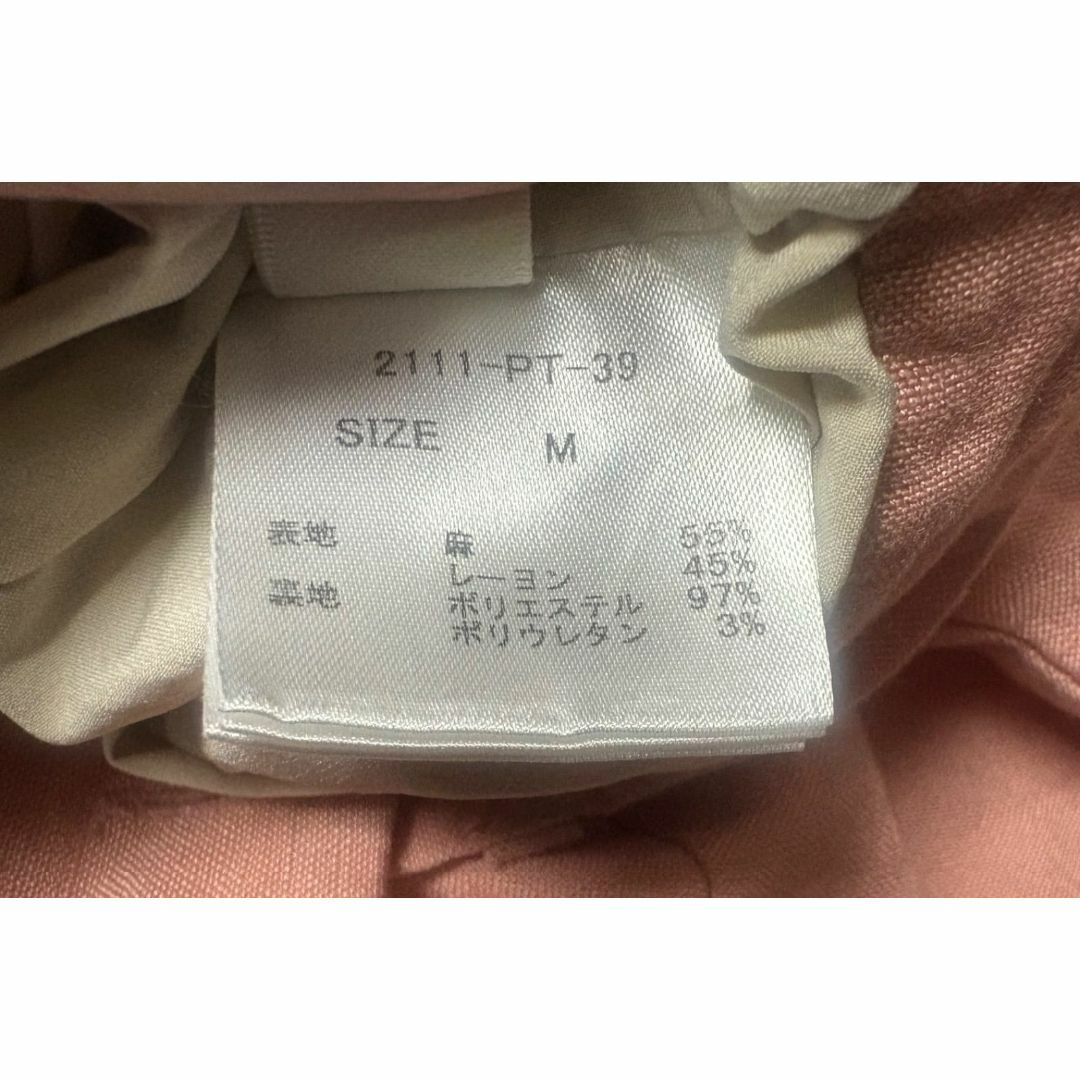 2111-PT-39
SIZE M
表地 麻 55%
レーヨン 45%
裏地 ポリエステル 97%
ポリウレタン 3%